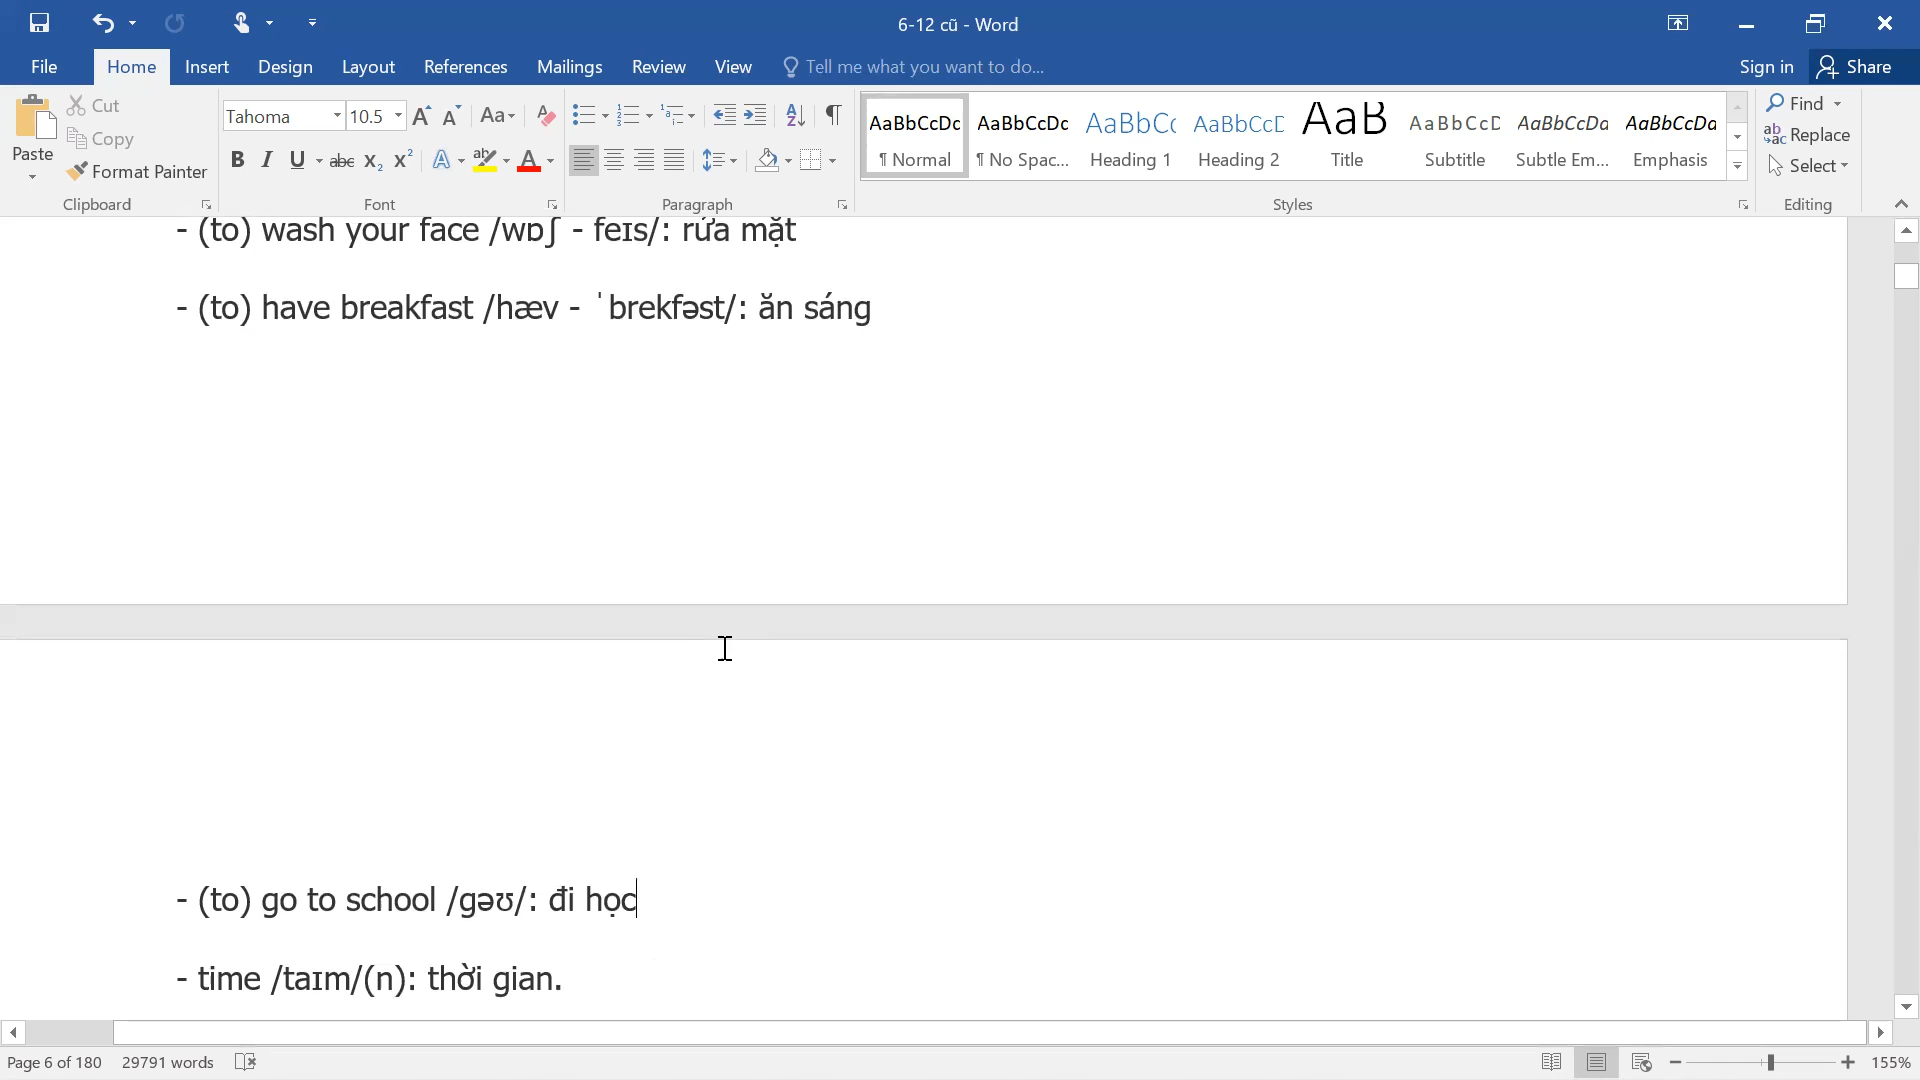 6-12 cũ - Word
File Home Insert Design Layout References Mailings Review View Tell me what you want to do... Sign in Share
Cut
Copy
Paste
Format Painter
Tahoma 10.5
AaBbCcDc AaBbCcDc AaBbCc AaBbCcD AaB AaBbCcD AaBbCcDd AaBbCcDd
¶ Normal ¶ No Spac... Heading 1 Heading 2 Title Subtitle Subtle Em... Emphasis
Find
Replace
Select
Clipboard Font Paragraph Styles Editing
- (to) wash your face /wɒʃ - feɪs/: rửa mặt
- (to) have breakfast /hæv - ˈbrekfəst/: ăn sáng
- (to) go to school /gəʊ/: đi học
- time /taɪm/(n): thời gian.
Page 6 of 180 29791 words 155%